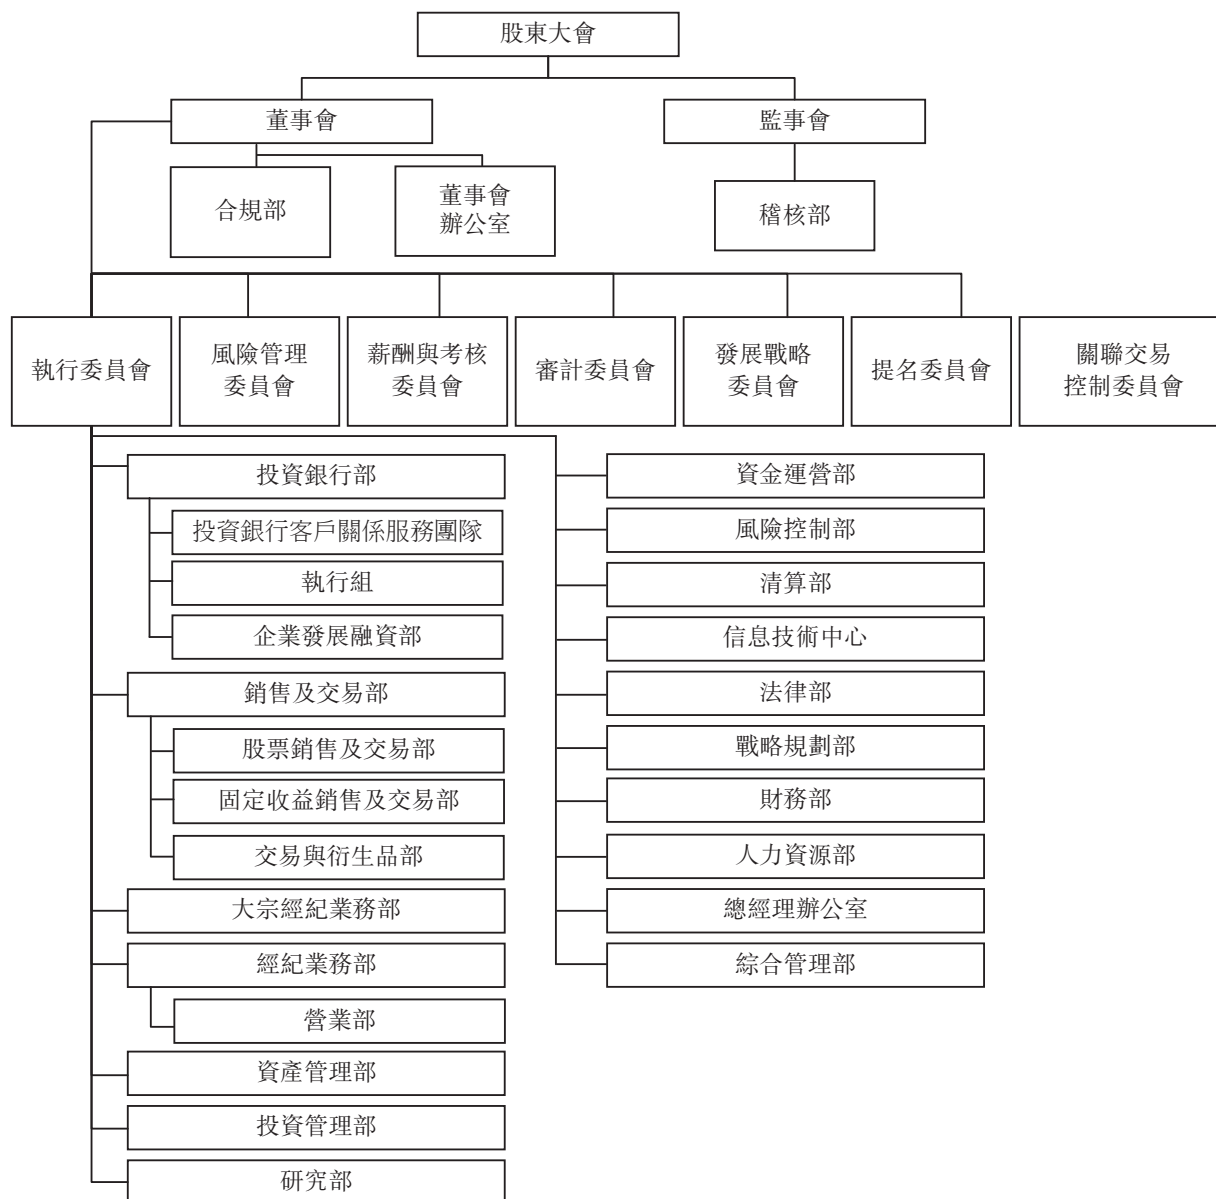 股東大會
董事會
監事會
合規部
董事會
辦公室
稽核部
執行委員會
風險管理
委員會
薪酬與考核
委員會
審計委員會
發展戰略
委員會
提名委員會
關聯交易
控制委員會
投資銀行部
投資銀行客戶關係服務團隊
執行組
企業發展融資部
銷售及交易部
股票銷售及交易部
固定收益銷售及交易部
交易與衍生品部
大宗經紀業務部
經紀業務部
營業部
資產管理部
投資管理部
研究部
資金運營部
風險控制部
清算部
信息技術中心
法律部
戰略規劃部
財務部
人力資源部
總經理辦公室
綜合管理部